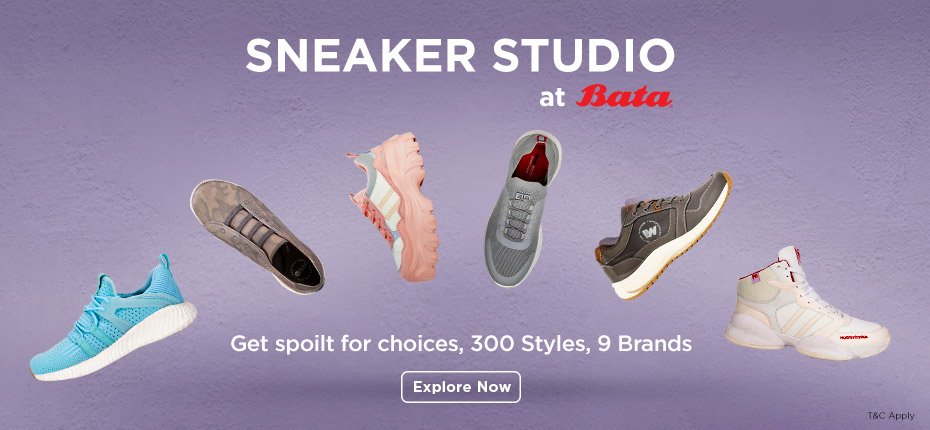 SNEAKER STUDIO
at Bata
Get spoilt for choices, 300 Styles, 9 Brands
Explore Now
T&C Apply